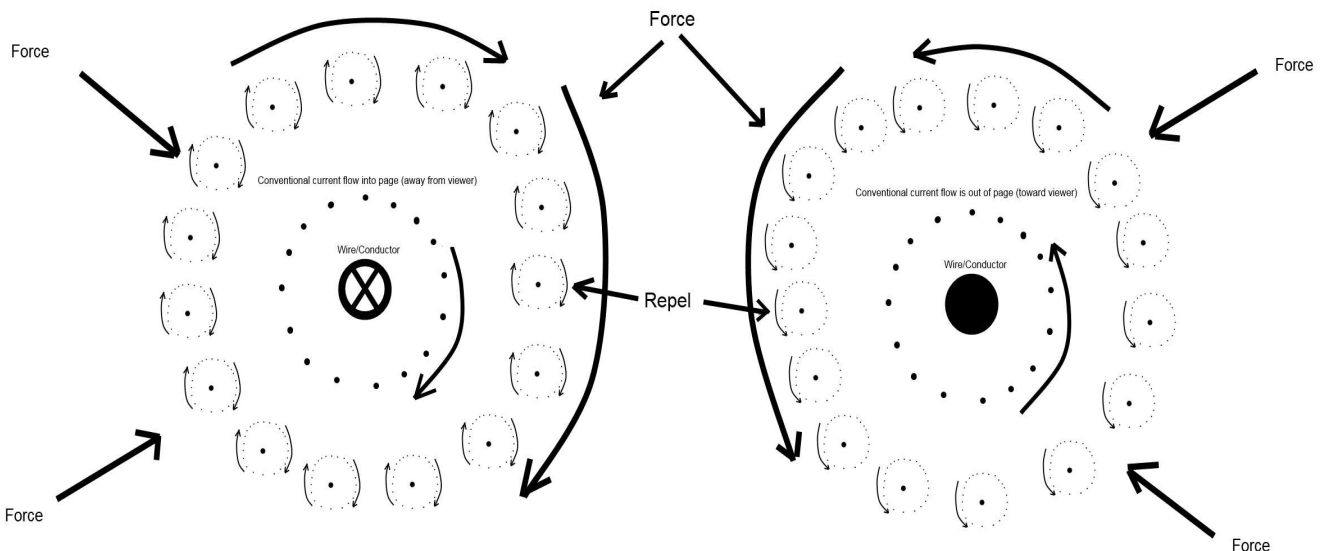 Force
Force
Force
Conventional current flow into page (away from viewer)
Conventional current flow is out of page (toward viewer)
Wire/Conductor
Wire/Conductor
Repel
Force
Force